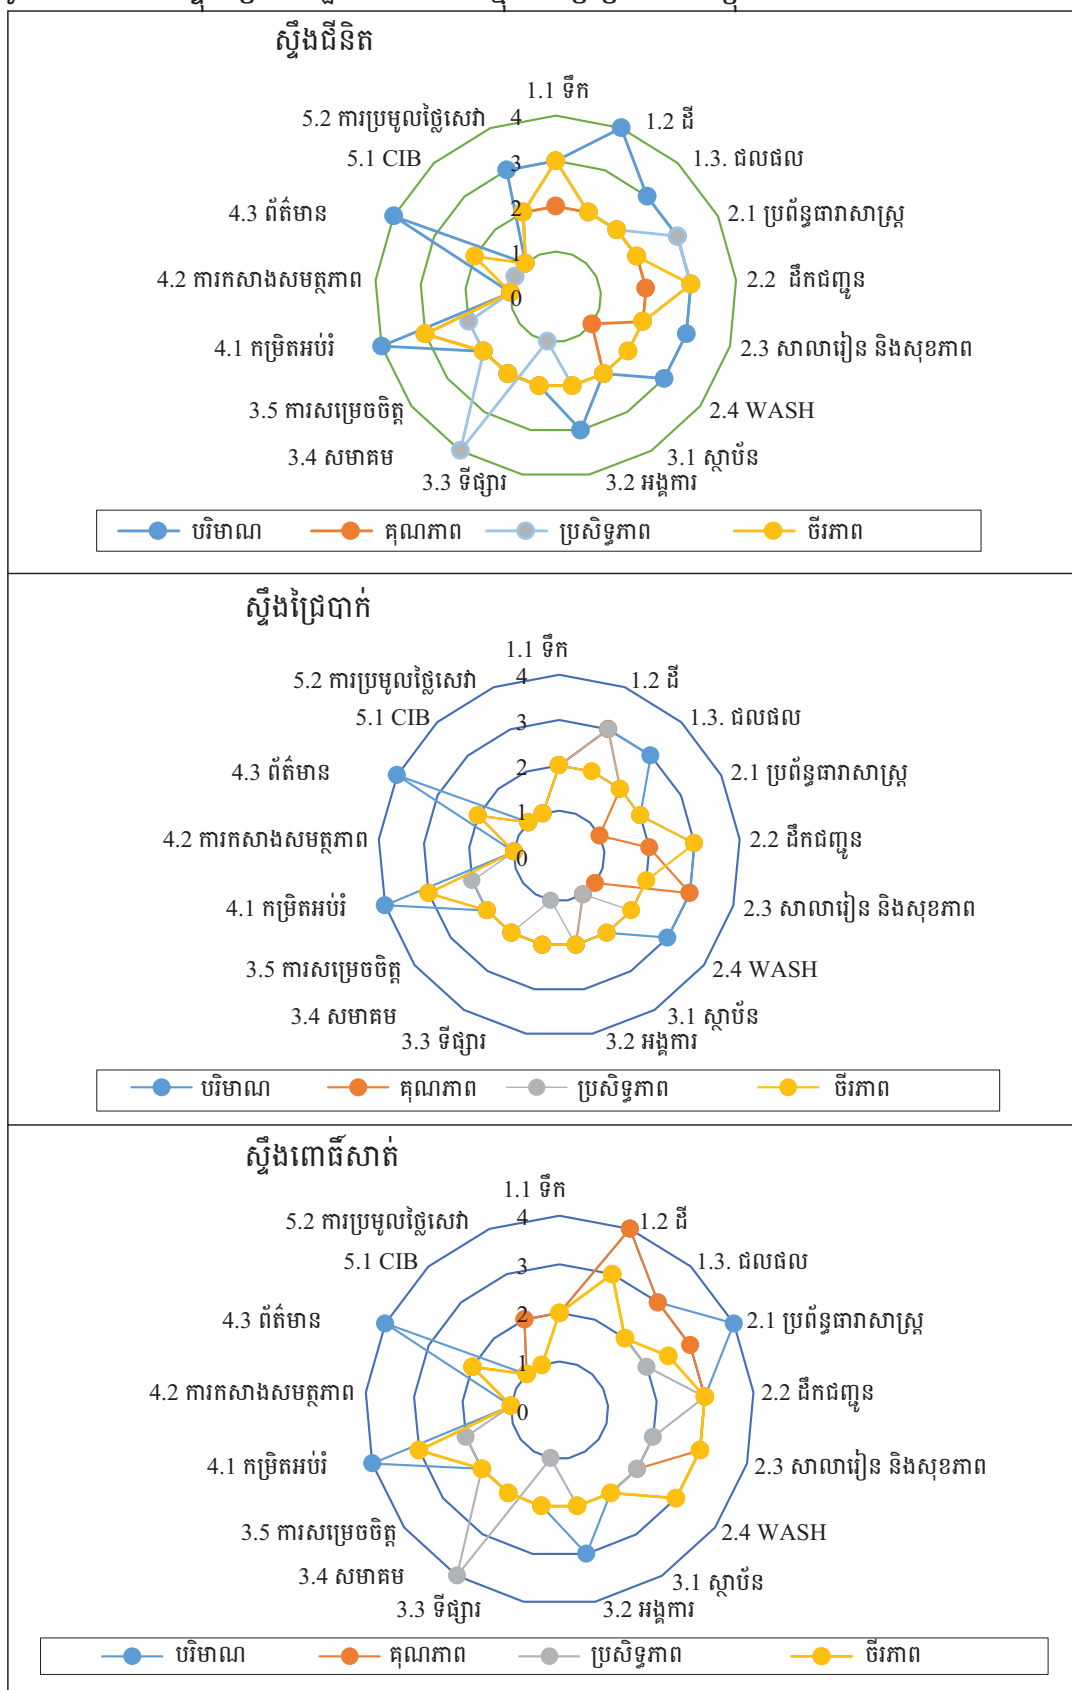 ស្ទឹងជីនិត
1.1 ទឹក
5.2 ការប្រមូលថ្លៃសេវា 4 1.2 ដី
5.1 CIB 3 1.3. ជលផល
4.3 ព័ត៌មាន 2 2.1 ប្រព័ន្ធធារាសាស្ត្រ
1
4.2 ការកសាងសមត្ថភាព 0 2.2 ដឹកជញ្ជូន
4.1 កម្រិតអប់រំ 2.3 សាលារៀន និងសុខភាព
3.5 ការសម្រេចចិត្ត 2.4 WASH
3.4 សមាគម 3.1 ស្ថាប័ន
3.3 ទីផ្សារ 3.2 អង្គការ
បរិមាណ គុណភាព ប្រសិទ្ធភាព ចីរភាព
ស្ទឹងជ្រៃបាក់
1.1 ទឹក
5.2 ការប្រមូលថ្លៃសេវា 4 1.2 ដី
5.1 CIB 3 1.3. ជលផល
4.3 ព័ត៌មាន 2 2.1 ប្រព័ន្ធធារាសាស្ត្រ
1
4.2 ការកសាងសមត្ថភាព 0 2.2 ដឹកជញ្ជូន
4.1 កម្រិតអប់រំ 2.3 សាលារៀន និងសុខភាព
3.5 ការសម្រេចចិត្ត 2.4 WASH
3.4 សមាគម 3.1 ស្ថាប័ន
3.3 ទីផ្សារ 3.2 អង្គការ
បរិមាណ គុណភាព ប្រសិទ្ធភាព ចីរភាព
ស្ទឹងពោធិ៍សាត់
1.1 ទឹក
5.2 ការប្រមូលថ្លៃសេវា 4 1.2 ដី
5.1 CIB 3 1.3. ជលផល
4.3 ព័ត៌មាន 2 2.1 ប្រព័ន្ធធារាសាស្ត្រ
1
4.2 ការកសាងសមត្ថភាព 0 2.2 ដឹកជញ្ជូន
4.1 កម្រិតអប់រំ 2.3 សាលារៀន និងសុខភាព
3.5 ការសម្រេចចិត្ត 2.4 WASH
3.4 សមាគម 3.1 ស្ថាប័ន
3.3 ទីផ្សារ 3.2 អង្គការ
បរិមាណ គុណភាព ប្រសិទ្ធភាព ចីរភាព